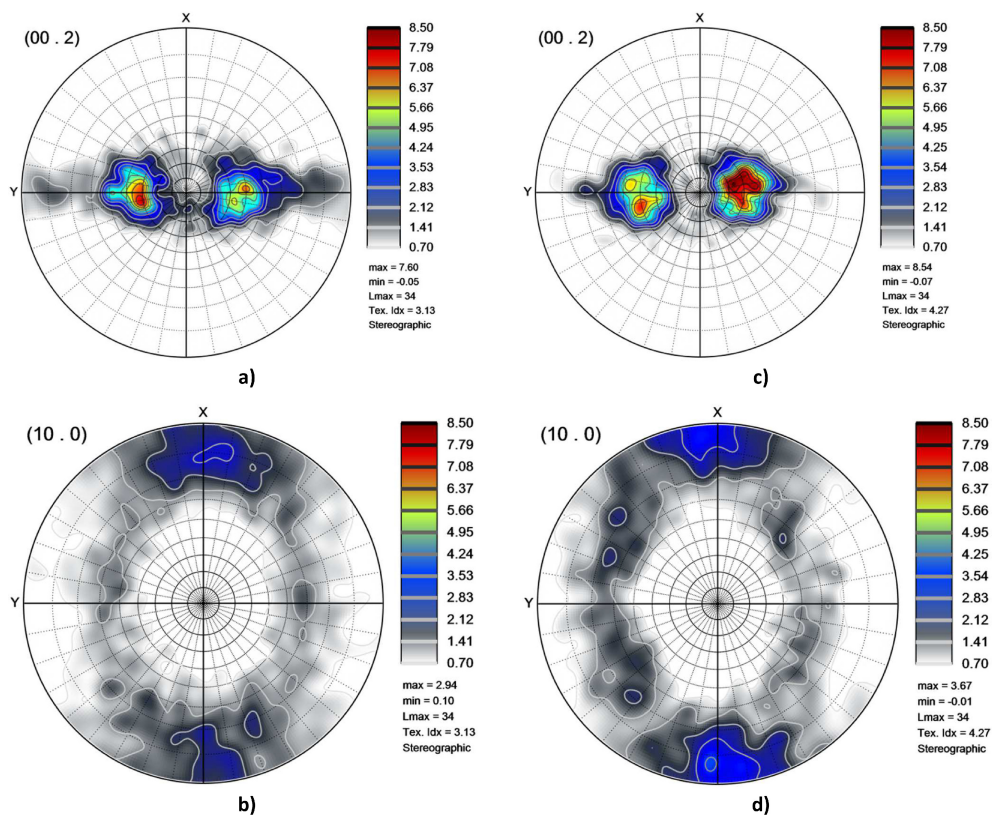 X
(00 . 2)
Y
8.50
7.79
7.08
6.37
5.66
4.95
4.24
3.53
2.83
2.12
1.41
0.70
max = 7.60
min = -0.05
Lmax = 34
Tex. Idx = 3.13
Stereographic
a)
X
(00 . 2)
Y
8.50
7.79
7.08
6.37
5.66
4.95
4.24
3.54
2.83
2.12
1.41
0.70
max = 8.54
min = -0.07
Lmax = 34
Tex. Idx = 4.27
Stereographic
c)
X
(10 . 0)
Y
8.50
7.79
7.08
6.37
5.66
4.95
4.24
3.53
2.83
2.12
1.41
0.70
max = 2.94
min = 0.10
Lmax = 34
Tex. Idx = 3.13
Stereographic
b)
X
(10 . 0)
Y
8.50
7.79
7.08
6.37
5.66
4.95
4.25
3.54
2.83
2.12
1.41
0.70
max = 3.67
min = -0.01
Lmax = 34
Tex. Idx = 4.27
Stereographic
d)